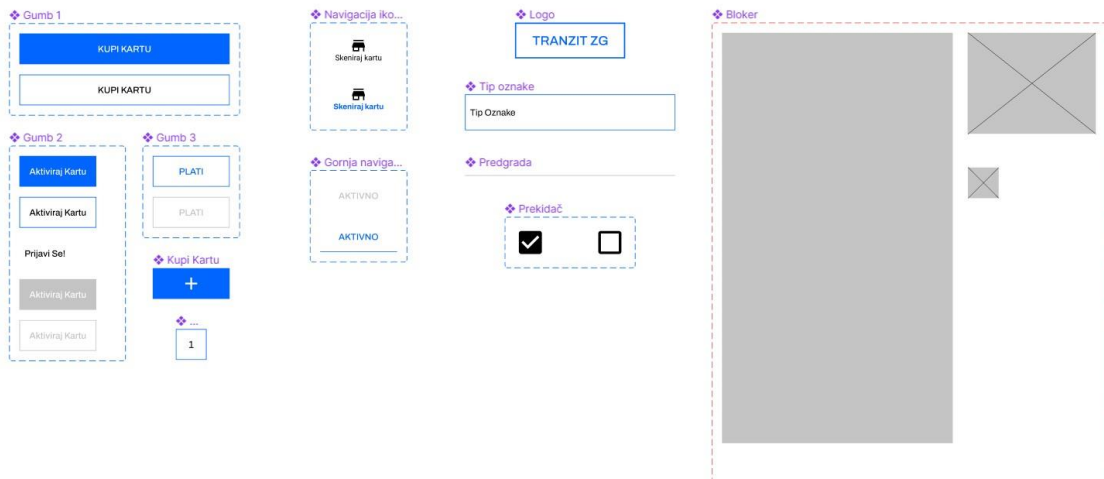 Gumb 1
KUPI KARTU
KUPI KARTU
Gumb 2
Aktiviraj Kartu
Aktiviraj Kartu
Prijavi Se!
Aktiviraj Kartu
Aktiviraj Kartu
Gumb 3
PLATI
PLATI
Kupi Kartu
+
...
1
Navigacija iko...
Skeniraj kartu
Skeniraj kartu
Gornja naviga...
AKTIVNO
AKTIVNO
Logo
TRANZIT ZG
Tip oznake
Tip Oznake
Predgrada
Prekidač
Bloker